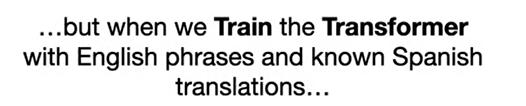 …but when we Train the Transformer
with English phrases and known Spanish
translations…